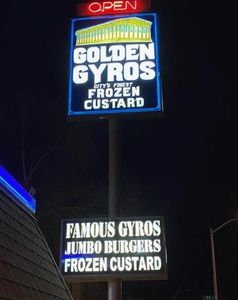 OPEN
GOLDEN
GYROS
CITY'S FINEST
FROZEN
CUSTARD
FAMOUS GYROS
JUMBO BURGERS
FROZEN CUSTARD